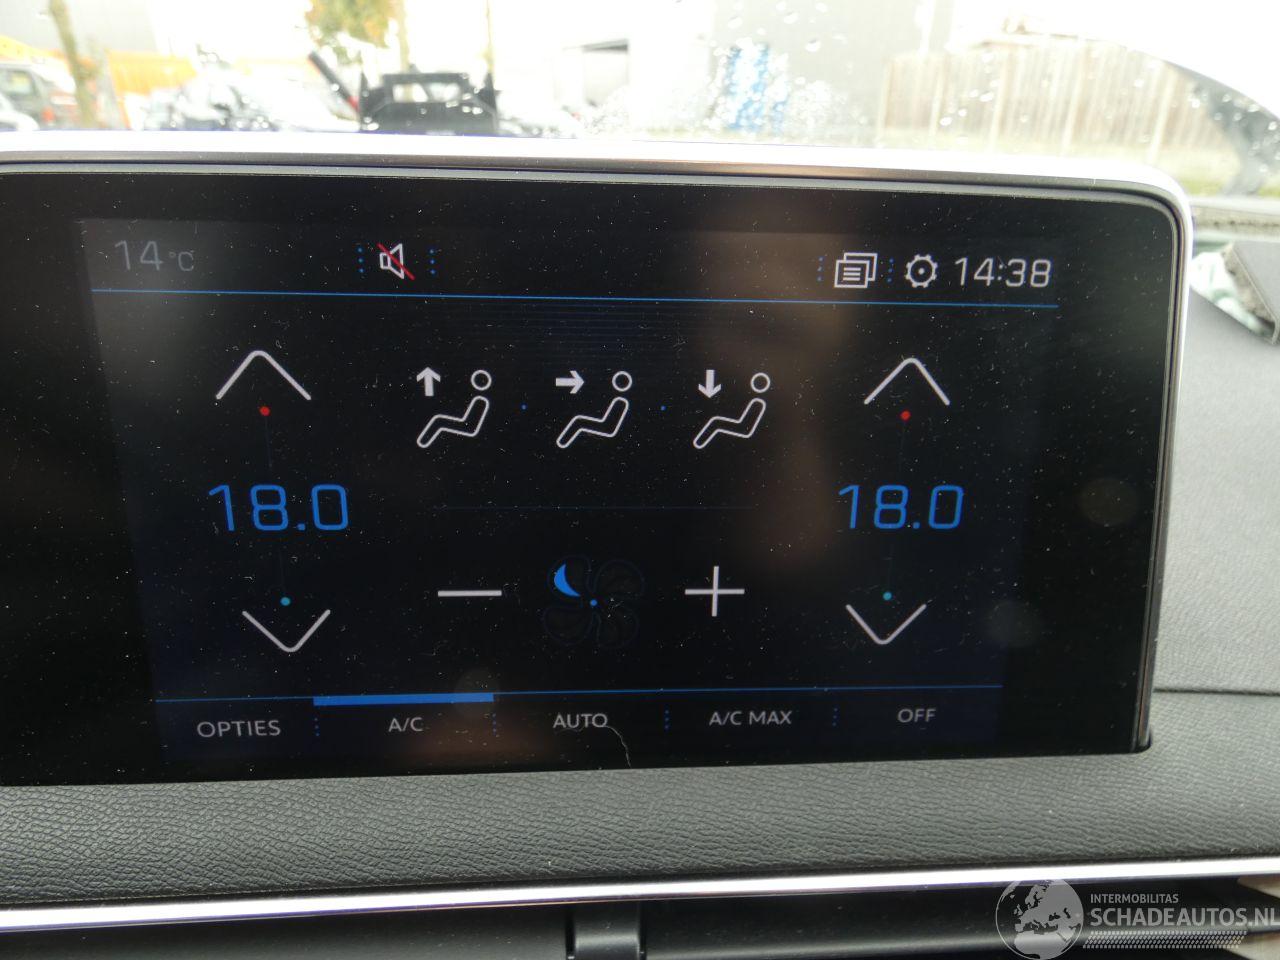 14 °C 14:38
18.0 18.0
OPTIES A/C AUTO A/C MAX OFF
INTERMOBILITAS
SCHADEAUTOS.NL